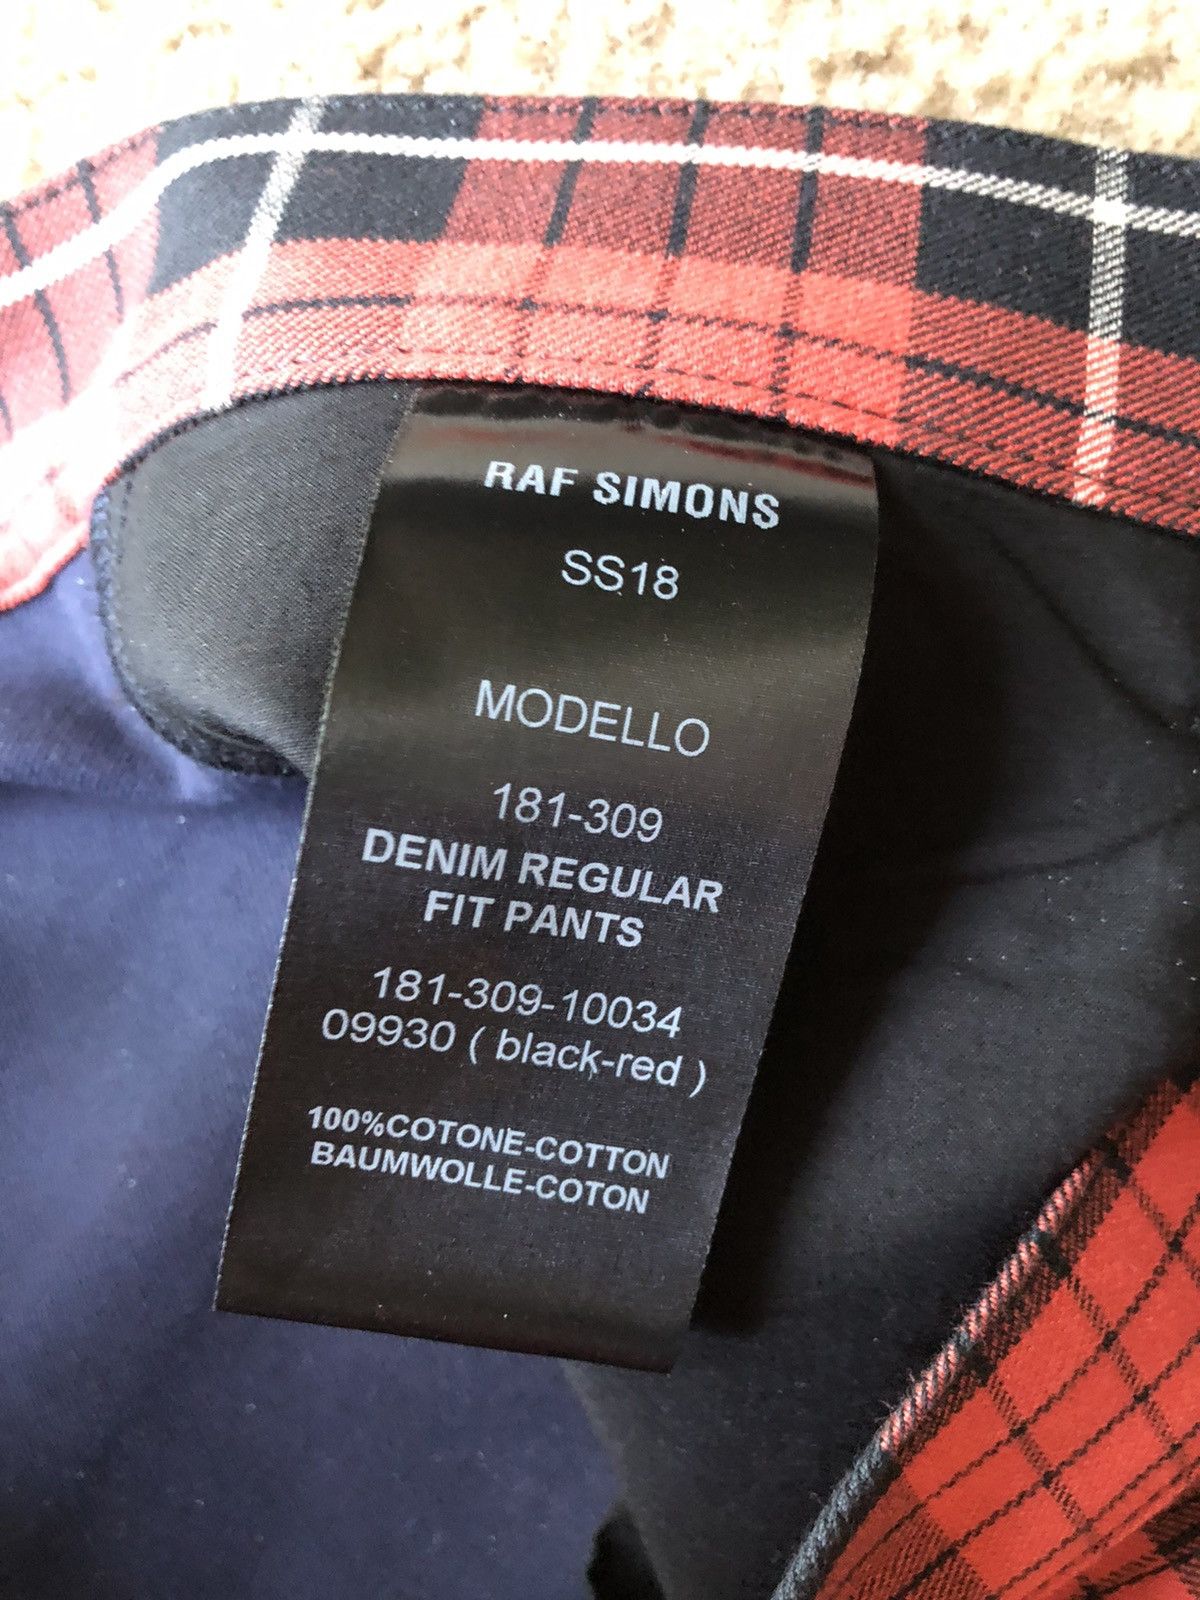 RAF SIMONS
SS18
MODELLO
181-309
DENIM REGULAR
FIT PANTS
181-309-10034
09930 ( black-red )
100%COTONE-COTTON
BAUMWOLLE-COTON